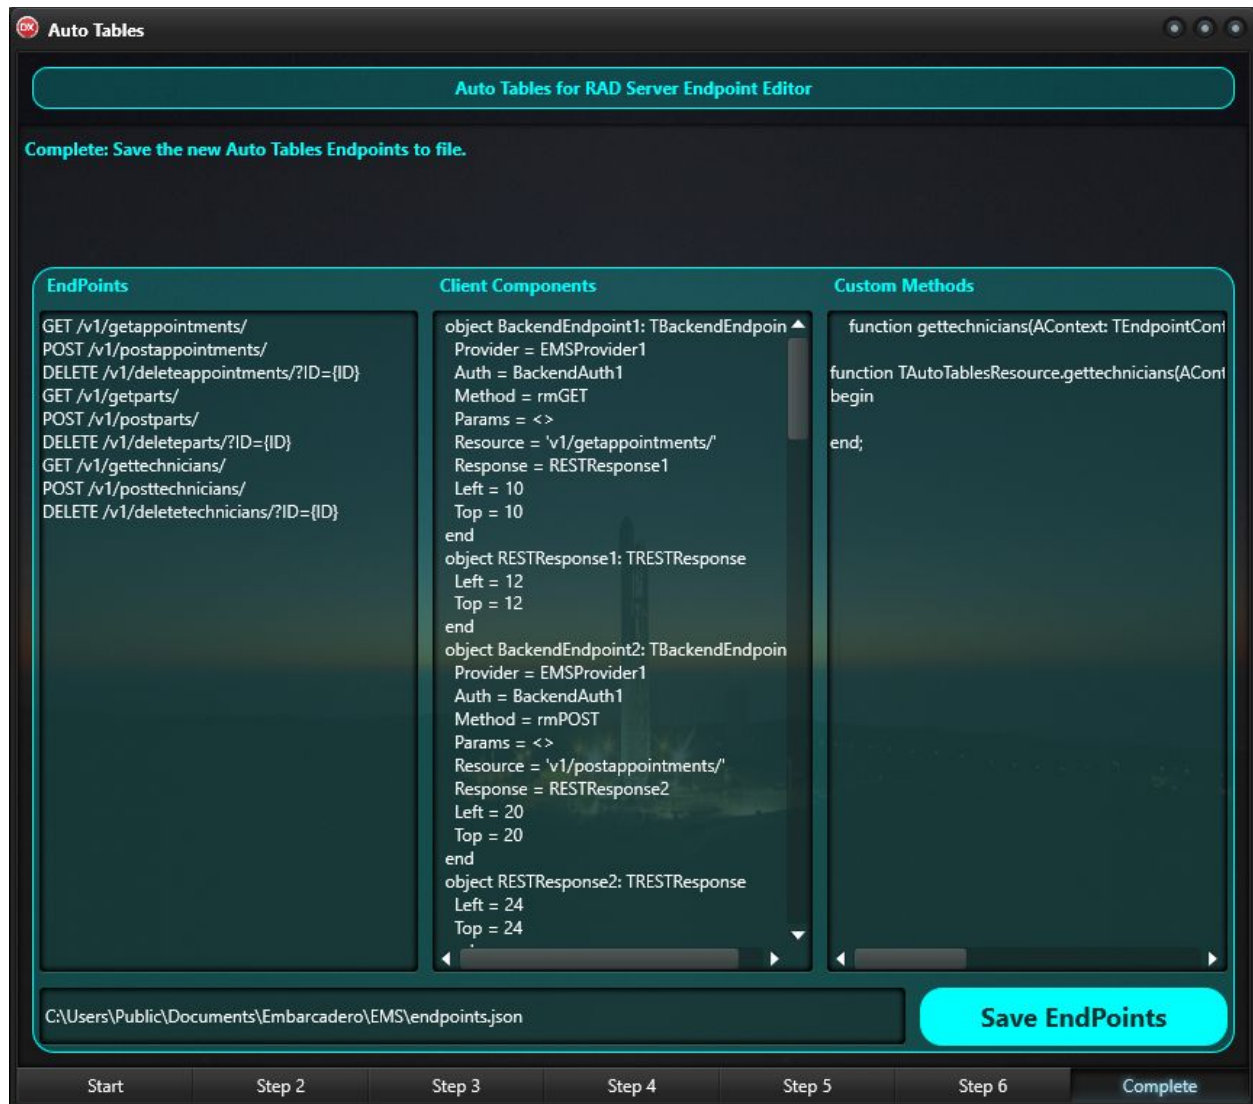 DX Auto Tables
Auto Tables for RAD Server Endpoint Editor
Complete: Save the new Auto Tables Endpoints to file.
EndPoints
GET /v1/getappointments/
POST /v1/postappointments/
DELETE /v1/deleteappointments/?ID={ID}
GET /v1/getparts/
POST /v1/postparts/
DELETE /v1/deleteparts/?ID={ID}
GET /v1/gettechnicians/
POST /v1/posttechnicians/
DELETE /v1/deletetechnicians/?ID={ID}
Client Components
object BackendEndpoint1: TBackendEndpoin
Provider = EMSProvider1
Auth = BackendAuth1
Method = rmGET
Params = <>
Resource = 'v1/getappointments/'
Response = RESTResponse1
Left = 10
Top = 10
end
object RESTResponse1: TRESTResponse
Left = 12
Top = 12
end
object BackendEndpoint2: TBackendEndpoin
Provider = EMSProvider1
Auth = BackendAuth1
Method = rmPOST
Params = <>
Resource = 'v1/postappointments/'
Response = RESTResponse2
Left = 20
Top = 20
end
object RESTResponse2: TRESTResponse
Left = 24
Top = 24
Custom Methods
function gettechnicians(AContext: TEndpointCont
function TAutoTablesResource.gettechnicians(ACont
begin
end;
C:\Users\Public\Documents\Embarcadero\EMS\endpoints.json
Save EndPoints
Start
Step 2
Step 3
Step 4
Step 5
Step 6
Complete